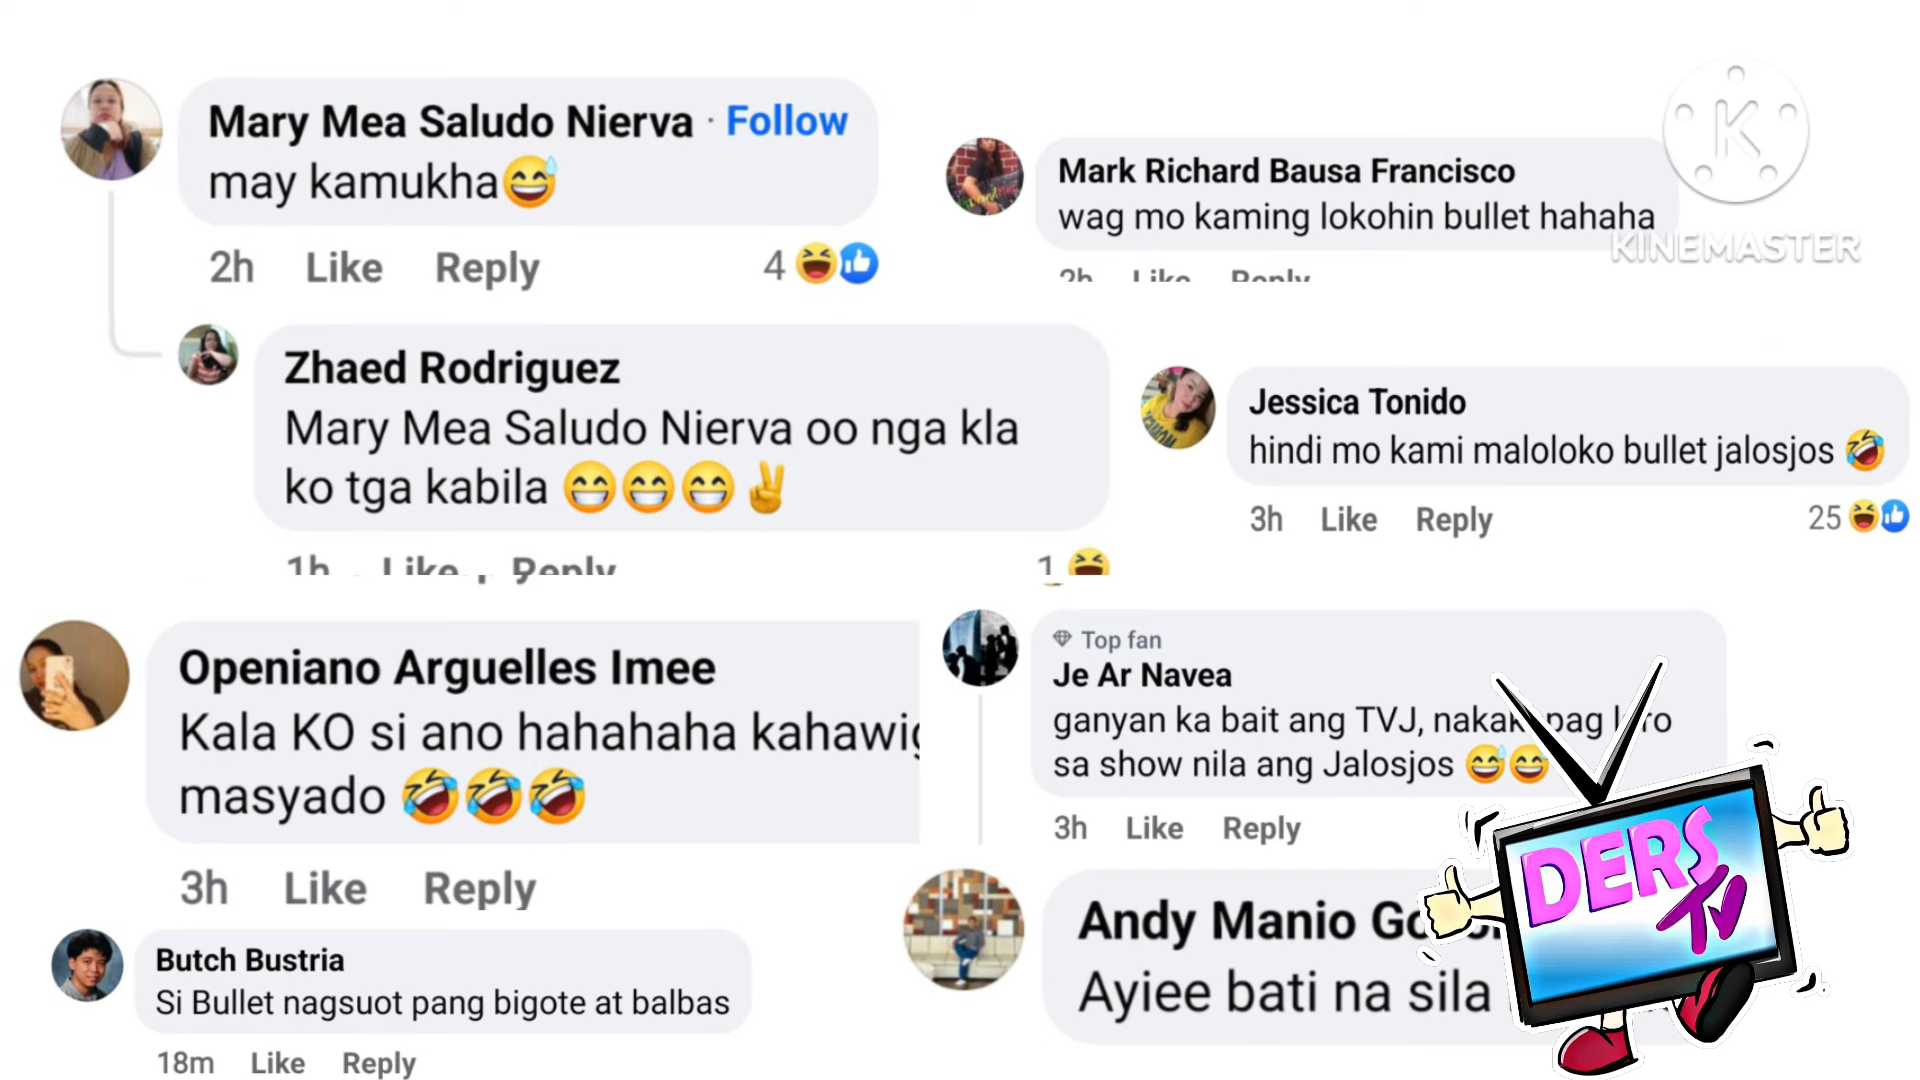 Mary Mea Saludo Nierva · Follow
may kamukha😅
2h Like Reply 4
Zhaed Rodriguez
Mary Mea Saludo Nierva oo nga kla
ko tga kabila 😁😁😁✌️
1h Like Reply 1
Openiano Arguelles Imee
Kala KO si ano hahahaha kahawig
masyado 🤣🤣🤣
3h Like Reply
Butch Bustria
Si Bullet nagsuot pang bigote at balbas
18m Like Reply
Mark Richard Bausa Francisco
wag mo kaming lokohin bullet hahaha
2h Like Reply
K
KINEMASTER
Jessica Tonido
hindi mo kami maloloko bullet jalosjos 🤣
3h Like Reply 25
Top fan
Je Ar Navea
ganyan ka bait ang TVJ, pag
sa show nila ang Jalosjos 😅😅
3h Like Reply
Andy Manio
Ayiee bati na sila
DERS
TV